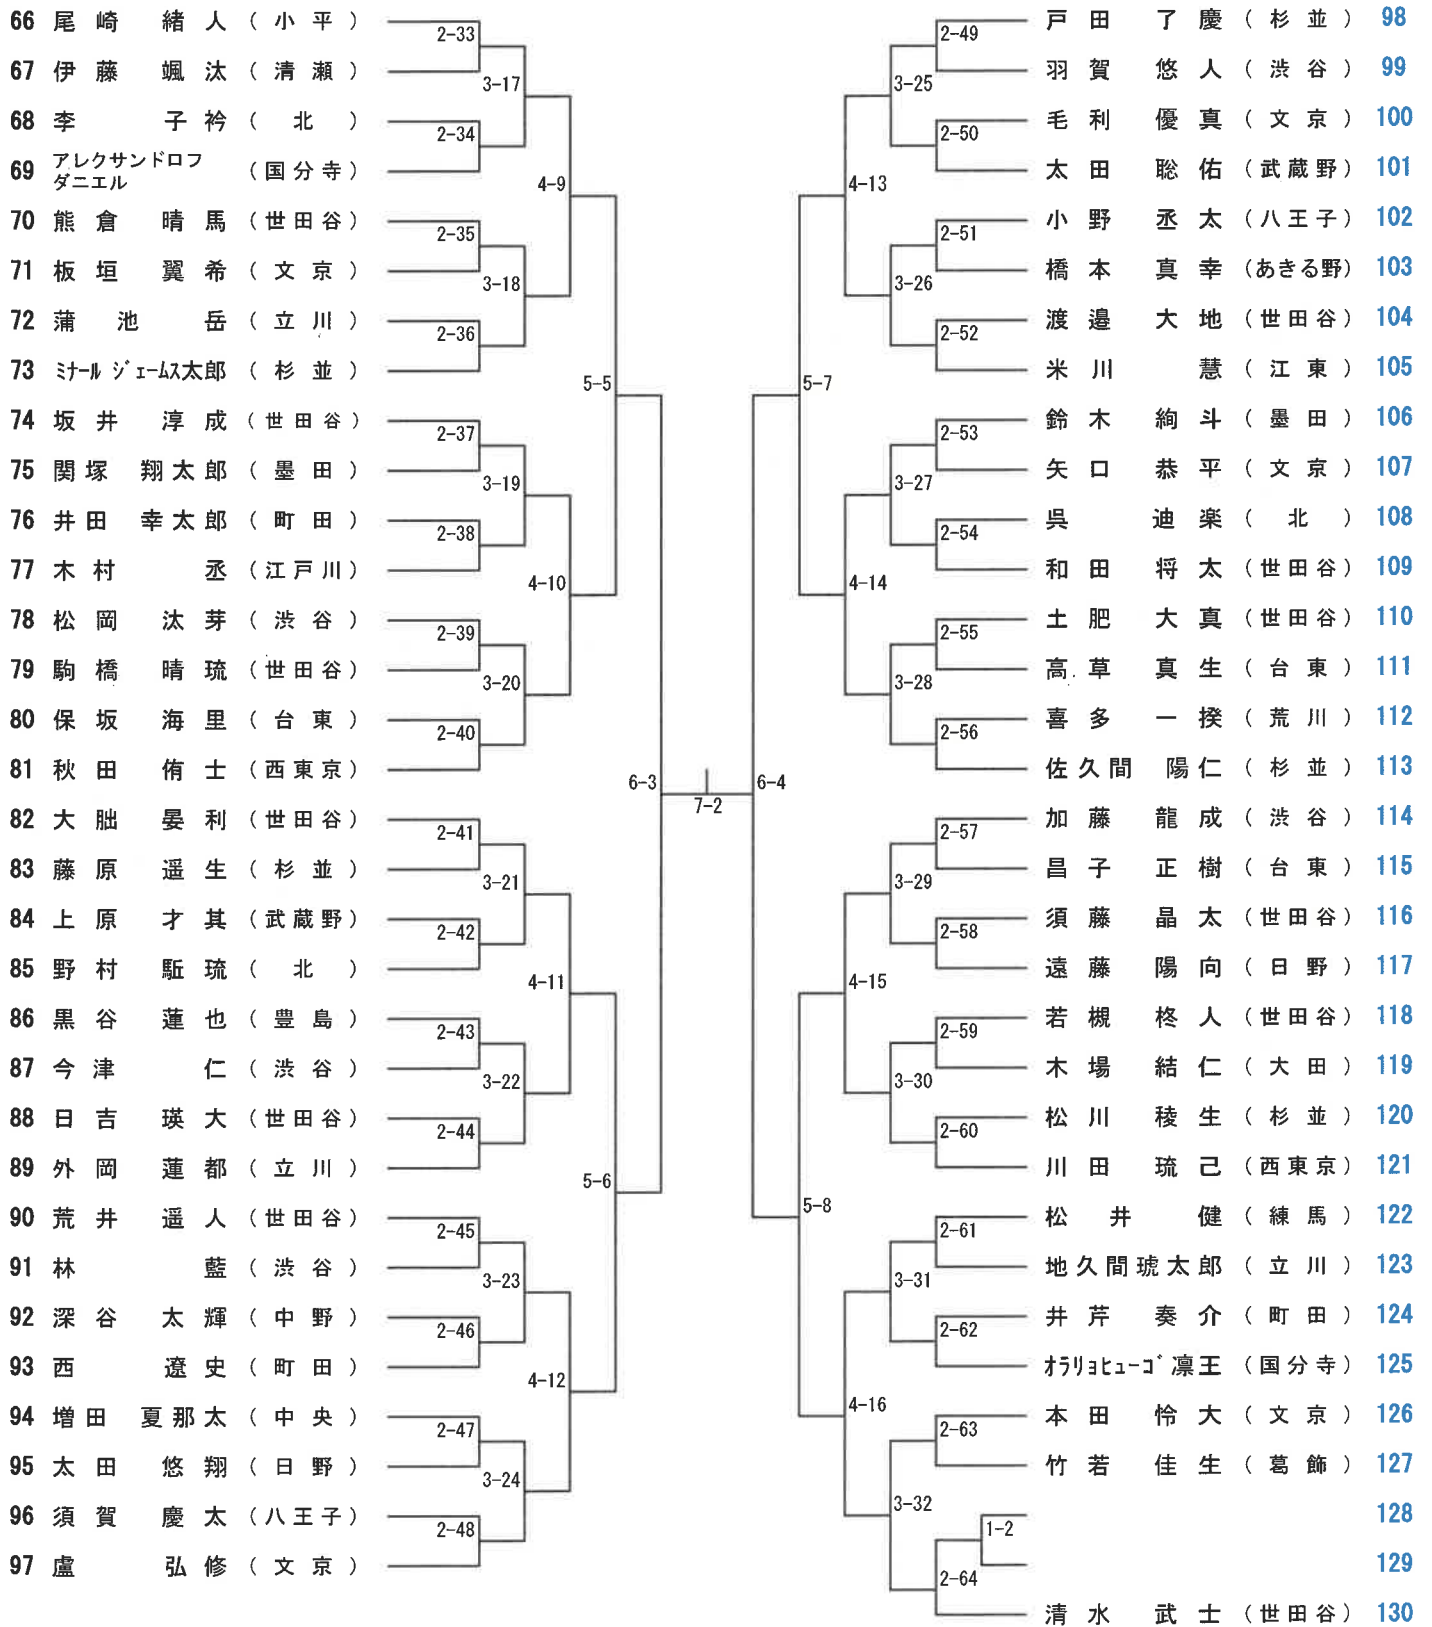 66 尾崎 緒人 (小平)
67 伊藤 颯汰 (清瀬)
68 李 子衿 (北)
69 アレクサンドロフ
ダニエル (国分寺)
70 熊倉 晴馬 (世田谷)
71 板垣 翼希 (文京)
72 蒲池 岳 (立川)
73 ミナール ジェームス太郎 (杉並)
74 坂井 淳成 (世田谷)
75 関塚 翔太郎 (墨田)
76 井田 幸太郎 (町田)
77 木村 丞 (江戸川)
78 松岡 汰芽 (渋谷)
79 駒橋 晴琉 (世田谷)
80 保坂 海里 (台東)
81 秋田 侑士 (西東京)
82 大朏 晏利 (世田谷)
83 藤原 遥生 (杉並)
84 上原 才其 (武蔵野)
85 野村 駈琉 (北)
86 黒谷 蓮也 (豊島)
87 今津 仁 (渋谷)
88 日吉 瑛大 (世田谷)
89 外岡 蓮都 (立川)
90 荒井 遥人 (世田谷)
91 林 藍 (渋谷)
92 深谷 太輝 (中野)
93 西 遼史 (町田)
94 増田 夏那太 (中央)
95 太田 悠翔 (日野)
96 須賀 慶太 (八王子)
97 盧 弘修 (文京)
2-33
2-34
2-35
2-36
2-37
2-38
2-39
2-40
2-41
2-42
2-43
2-44
2-45
2-46
2-47
2-48
3-17
3-18
3-19
3-20
3-21
3-22
3-23
3-24
4-9
4-10
4-11
4-12
5-5
5-6
6-3
7-2
6-4
5-7
5-8
4-13
4-14
4-15
4-16
3-25
3-26
3-27
3-28
3-29
3-30
3-31
3-32
2-49
2-50
2-51
2-52
2-53
2-54
2-55
2-56
2-57
2-58
2-59
2-60
2-61
2-62
2-63
2-64
1-2
戸田 了慶 (杉並) 98
羽賀 悠人 (渋谷) 99
毛利 優真 (文京) 100
太田 聡佑 (武蔵野) 101
小野 丞太 (八王子) 102
橋本 真幸 (あきる野) 103
渡邉 大地 (世田谷) 104
米川 慧 (江東) 105
鈴木 絢斗 (墨田) 106
矢口 恭平 (文京) 107
呉 迪楽 (北) 108
和田 将太 (世田谷) 109
土肥 大真 (世田谷) 110
高草 真生 (台東) 111
喜多 一揆 (荒川) 112
佐久間 陽仁 (杉並) 113
加藤 龍成 (渋谷) 114
昌子 正樹 (台東) 115
須藤 晶太 (世田谷) 116
遠藤 陽向 (日野) 117
若槻 柊人 (世田谷) 118
木場 結仁 (大田) 119
松川 稜生 (杉並) 120
川田 琉己 (西東京) 121
松井 健 (練馬) 122
地久間琥太郎 (立川) 123
井芹 奏介 (町田) 124
オラリョヒューゴ 凛王 (国分寺) 125
本田 怜大 (文京) 126
竹若 佳生 (葛飾) 127
128
129
清水 武士 (世田谷) 130